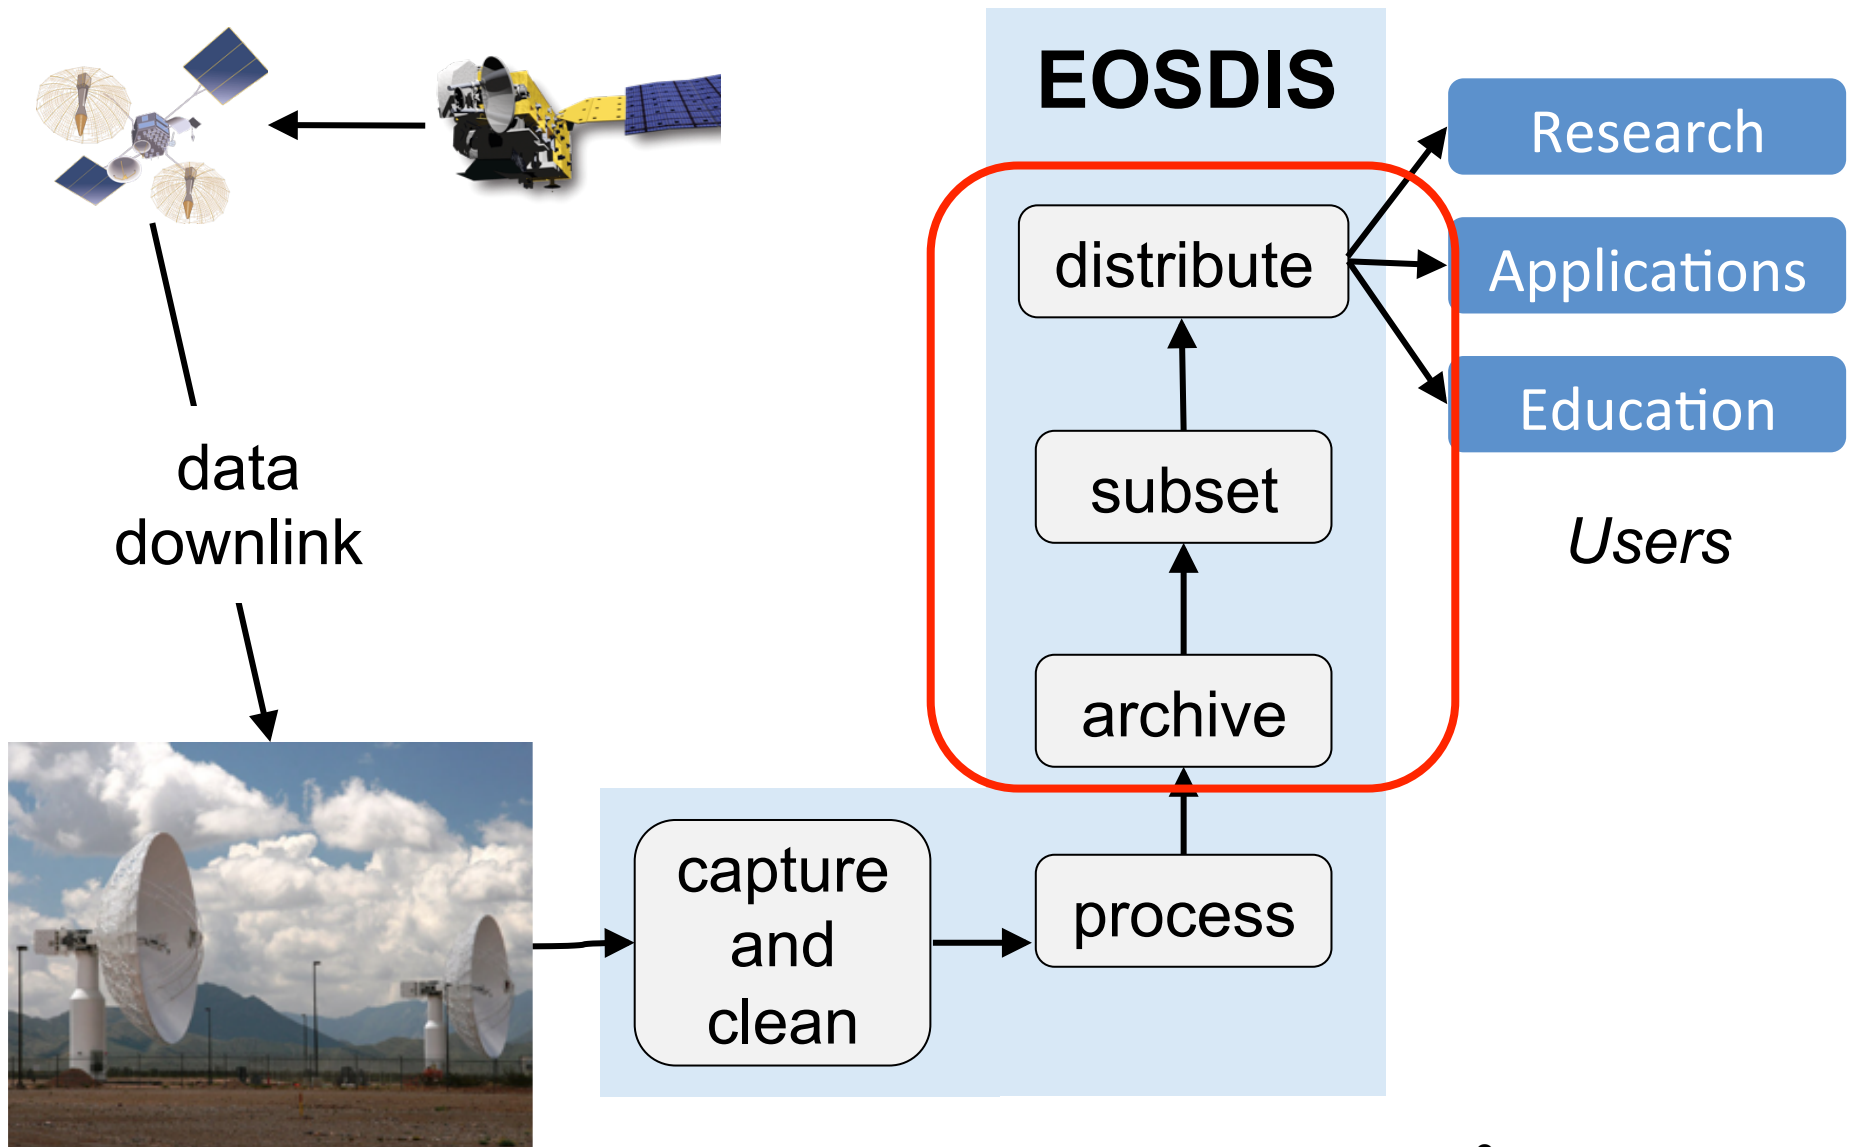 EOSDIS
Research
Applications
Education
Users
distribute
subset
archive
process
capture
and
clean
data
downlink